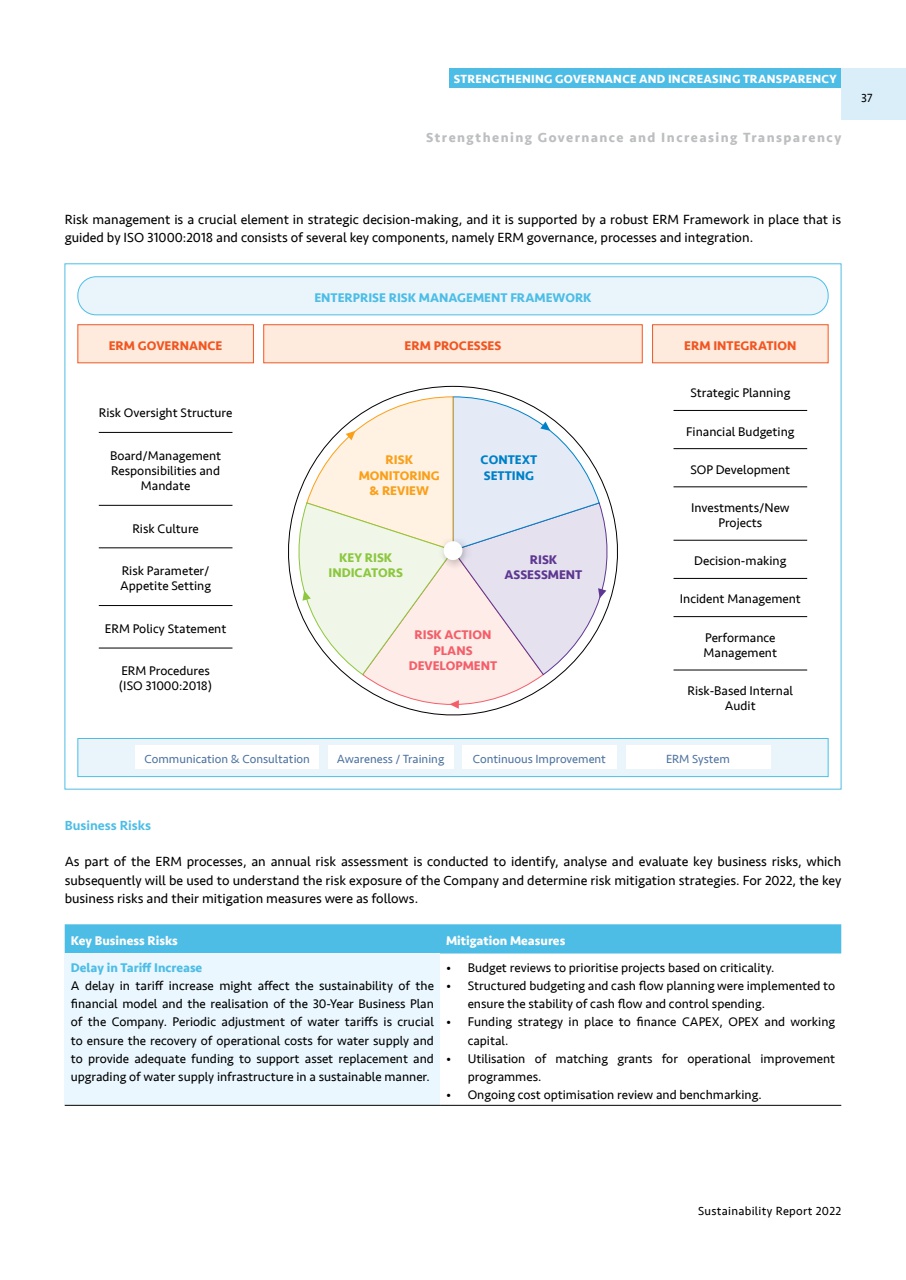 STRENGTHENING GOVERNANCE AND INCREASING TRANSPARENCY
37
Strengthening Governance and Increasing Transparency
Risk management is a crucial element in strategic decision-making, and it is supported by a robust ERM Framework in place that is
guided by ISO 31000:2018 and consists of several key components, namely ERM governance, processes and integration.
ENTERPRISE RISK MANAGEMENT FRAMEWORK
ERM GOVERNANCE
Risk Oversight Structure
Board/Management
Responsibilities and
Mandate
Risk Culture
Risk Parameter/
Appetite Setting
ERM Policy Statement
ERM Procedures
(ISO 31000:2018)
ERM PROCESSES
CONTEXT
SETTING
RISK
ASSESSMENT
RISK ACTION
PLANS
DEVELOPMENT
KEY RISK
INDICATORS
RISK
MONITORING
& REVIEW
ERM INTEGRATION
Strategic Planning
Financial Budgeting
SOP Development
Investments/New
Projects
Decision-making
Incident Management
Performance
Management
Risk-Based Internal
Audit
Communication & Consultation
Awareness / Training
Continuous Improvement
ERM System
Business Risks
As part of the ERM processes, an annual risk assessment is conducted to identify, analyse and evaluate key business risks, which
subsequently will be used to understand the risk exposure of the Company and determine risk mitigation strategies. For 2022, the key
business risks and their mitigation measures were as follows.
Key Business Risks
Mitigation Measures
Delay in Tariff Increase
A delay in tariff increase might affect the sustainability of the
financial model and the realisation of the 30-Year Business Plan
of the Company. Periodic adjustment of water tariffs is crucial
to ensure the recovery of operational costs for water supply and
to provide adequate funding to support asset replacement and
upgrading of water supply infrastructure in a sustainable manner.
• Budget reviews to prioritise projects based on criticality.
• Structured budgeting and cash flow planning were implemented to
ensure the stability of cash flow and control spending.
• Funding strategy in place to finance CAPEX, OPEX and working
capital.
• Utilisation of matching grants for operational improvement
programmes.
• Ongoing cost optimisation review and benchmarking.
Sustainability Report 2022